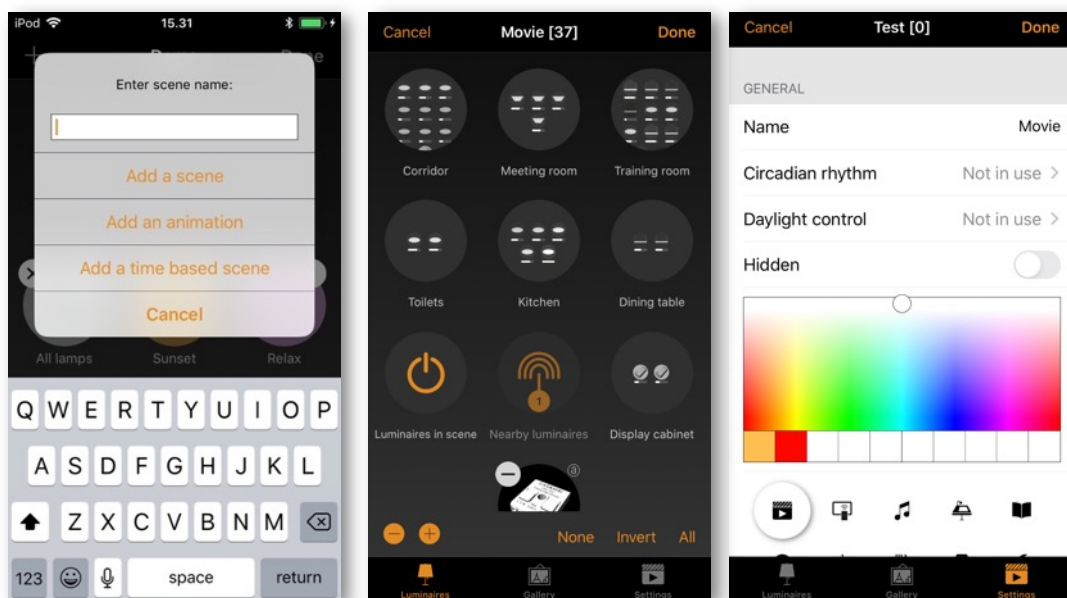 iPod 15.31
Enter scene name:
Add a scene
Add an animation
Add a time based scene
Cancel
All lamps Sunset Relax
Q W E R T Y U I O P
A S D F G H J K L
Z X C V B N M
123 space return
Cancel Movie [37] Done
Corridor Meeting room Training room
Toilets Kitchen Dining table
1
Luminaires in scene Nearby luminaires Display cabinet
a
None Invert All
Luminaires Gallery Settings
Cancel Test [0] Done
GENERAL
Name Movie
Circadian rhythm Not in use
Daylight control Not in use
Hidden
Luminaires Gallery Settings